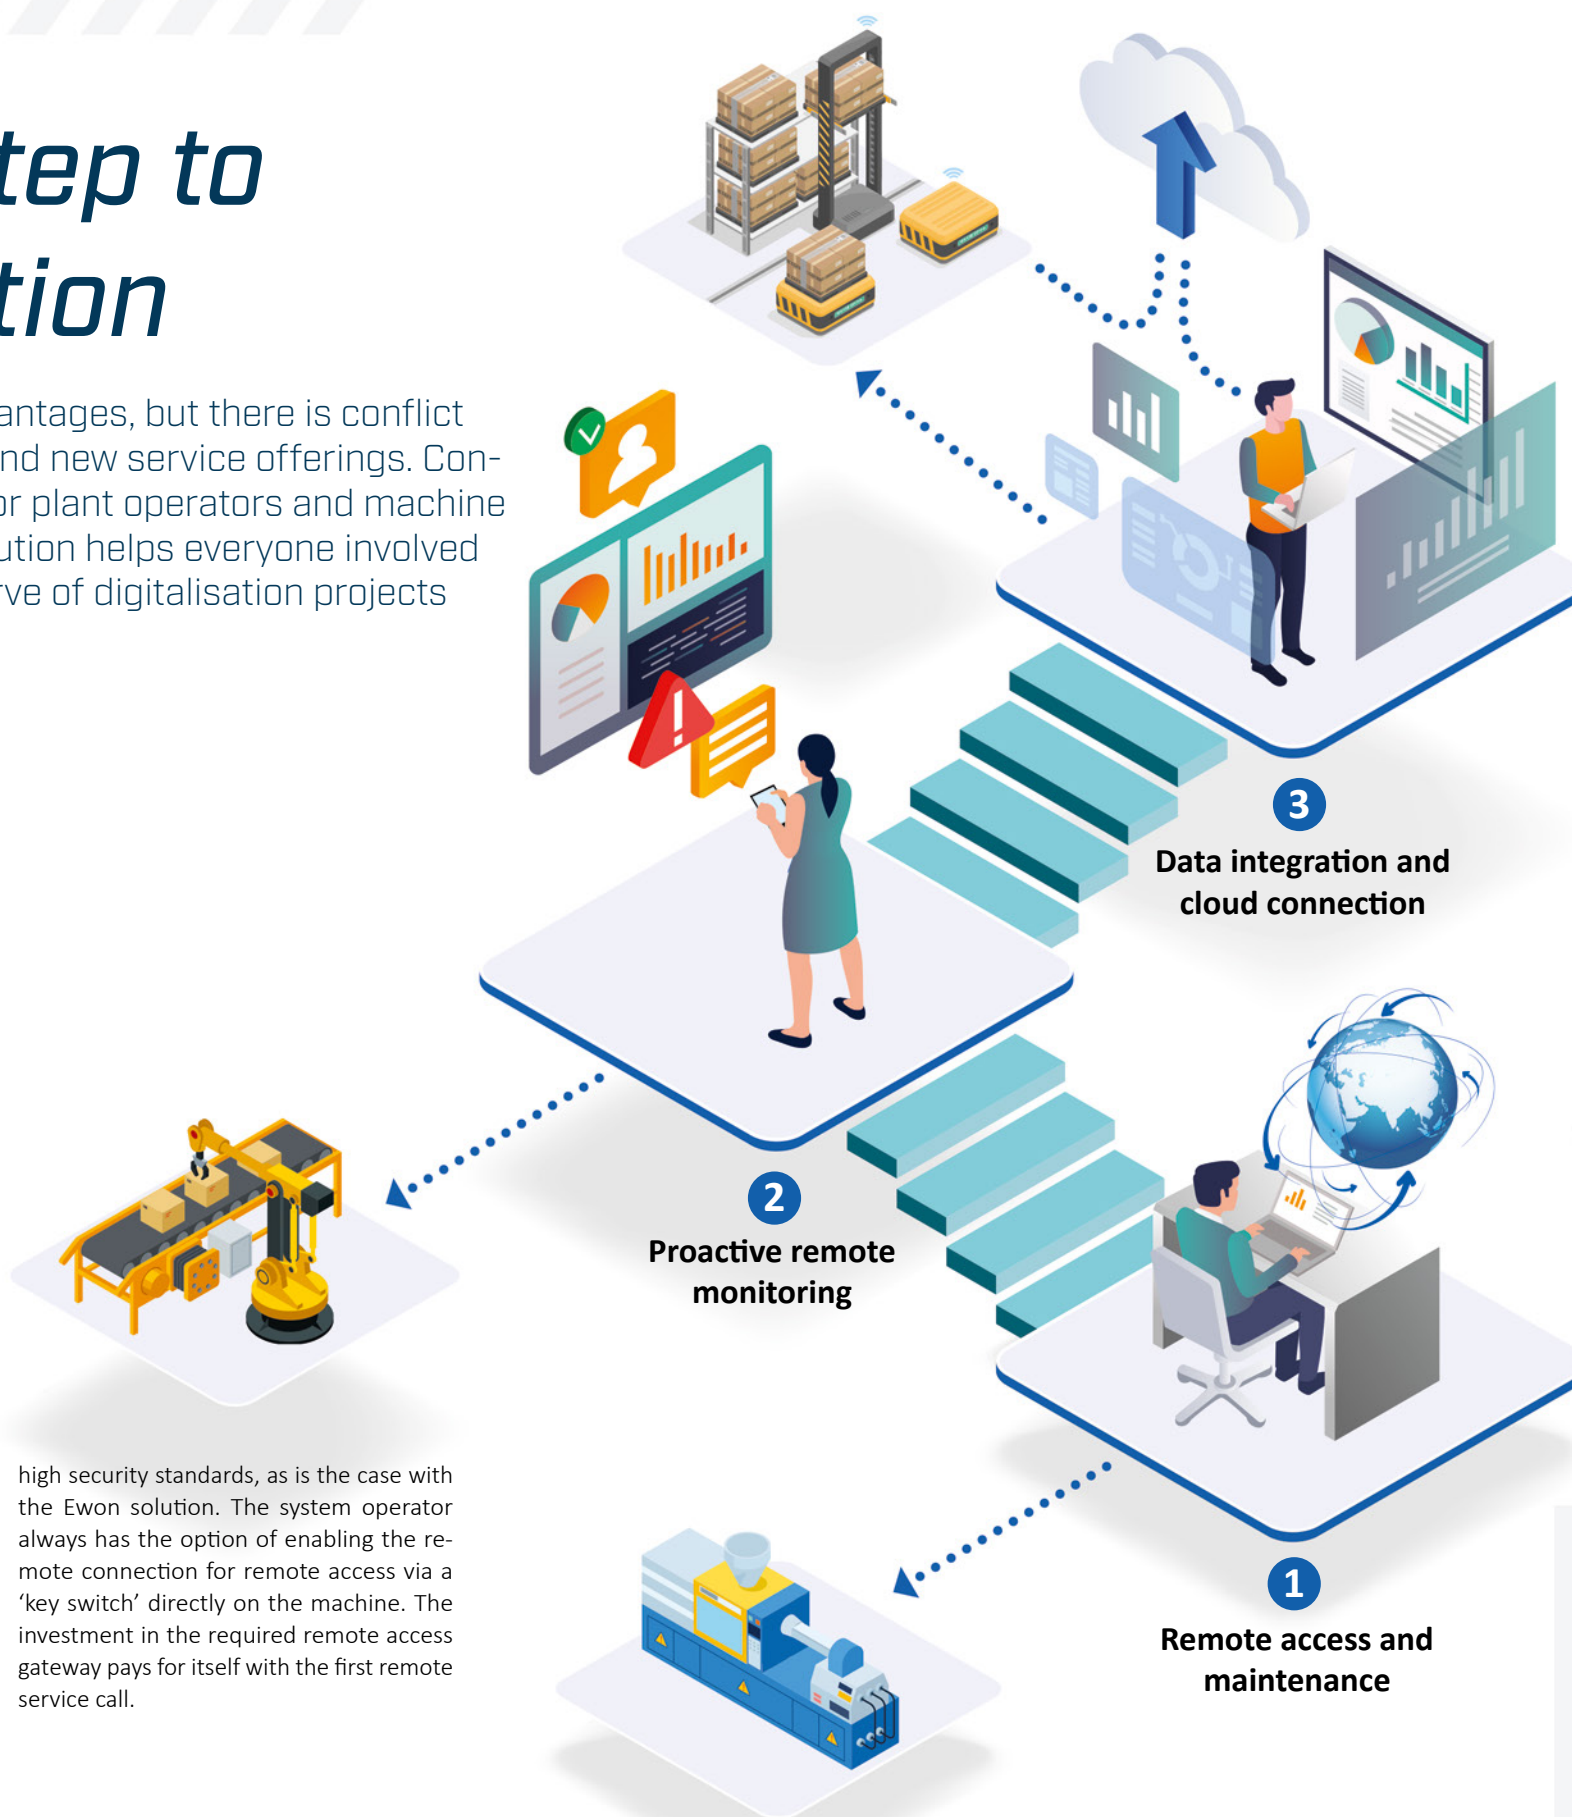 tep to
tion
antages, but there is conflict
nd new service offerings. Con-
or plant operators and machine
ution helps everyone involved
rve of digitalisation projects
3
Data integration and
cloud connection
2
Proactive remote
monitoring
high security standards, as is the case with
the Ewon solution. The system operator
always has the option of enabling the re-
mote connection for remote access via a
‘key switch’ directly on the machine. The
investment in the required remote access
gateway pays for itself with the first remote
service call.
1
Remote access and
maintenance